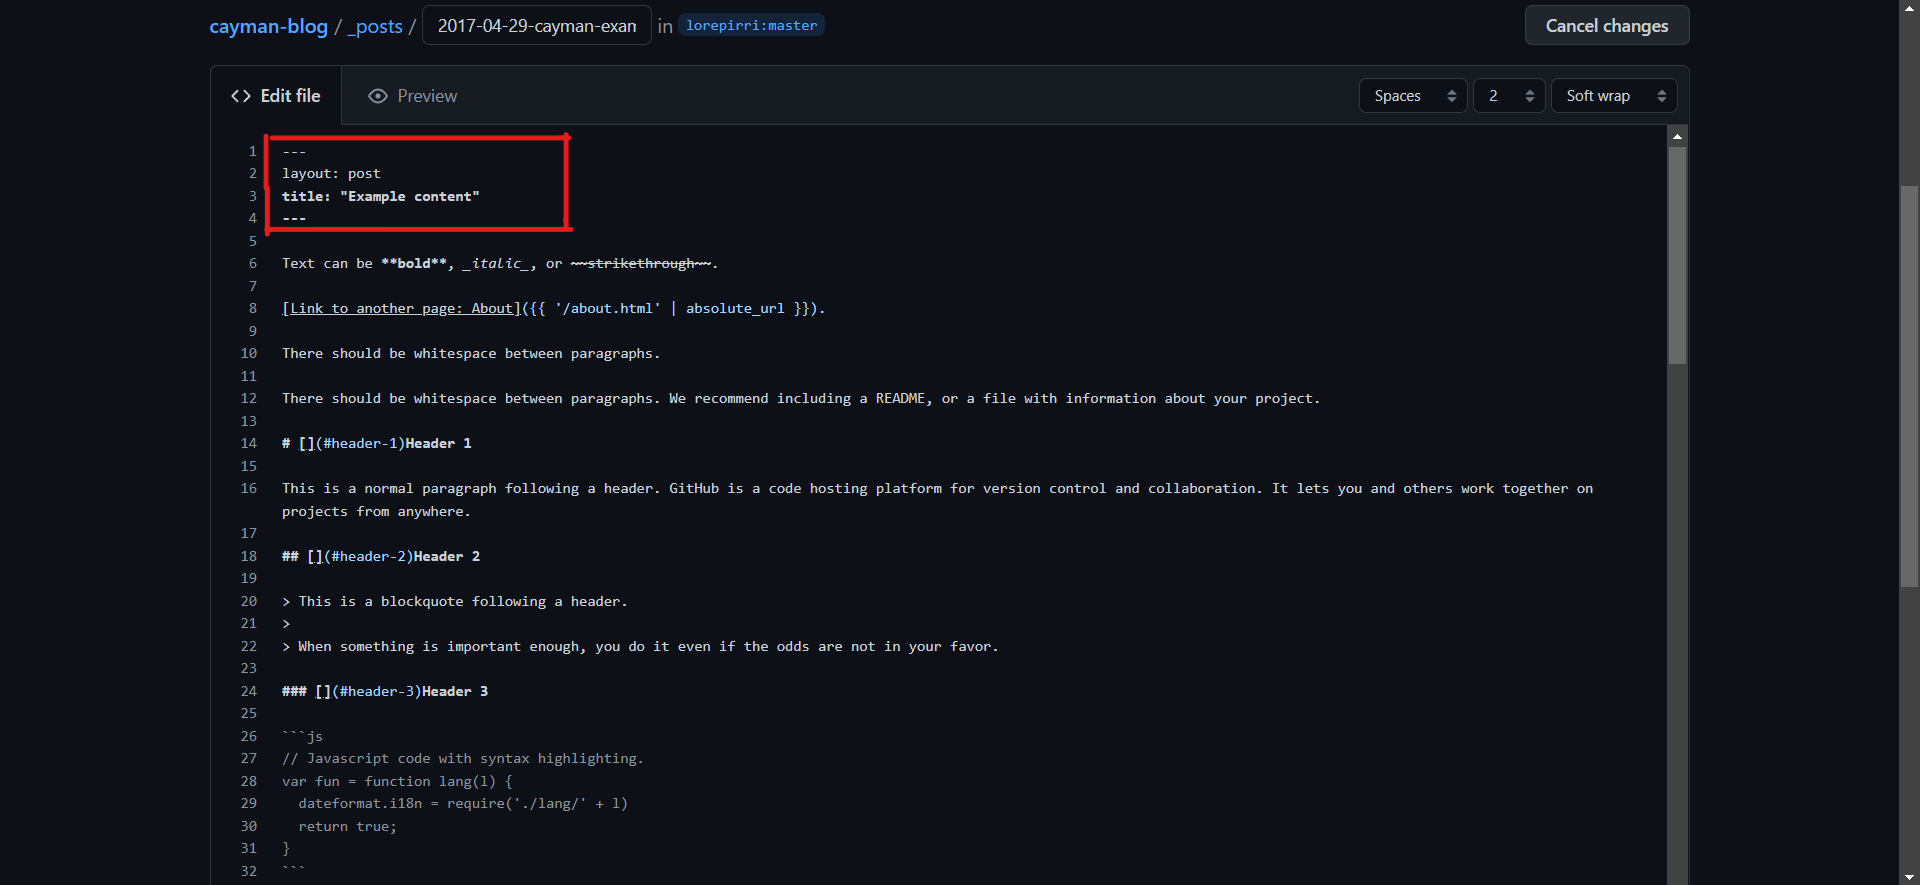 cayman-blog / _posts / 2017-04-29-cayman-exam in lorepirri:master Cancel changes
<> Edit file Preview Spaces 2 Soft wrap
1 ---
2 layout: post
3 title: "Example content"
4 ---
5
6 Text can be **bold**, _italic_, or ~~strikethrough~~.
7
8 [Link to another page: About]({{ '/about.html' | absolute_url }}).
9
10 There should be whitespace between paragraphs.
11
12 There should be whitespace between paragraphs. We recommend including a README, or a file with information about your project.
13
14 # [](#header-1)Header 1
15
16 This is a normal paragraph following a header. GitHub is a code hosting platform for version control and collaboration. It lets you and others work together on
projects from anywhere.
17
18 ## [](#header-2)Header 2
19
20 > This is a blockquote following a header.
21 >
22 > When something is important enough, you do it even if the odds are not in your favor.
23
24 ### [](#header-3)Header 3
25
26 ```js
27 // Javascript code with syntax highlighting.
28 var fun = function lang(l) {
29   dateformat.i18n = require('./lang/' + l)
30   return true;
31 }
32 ```